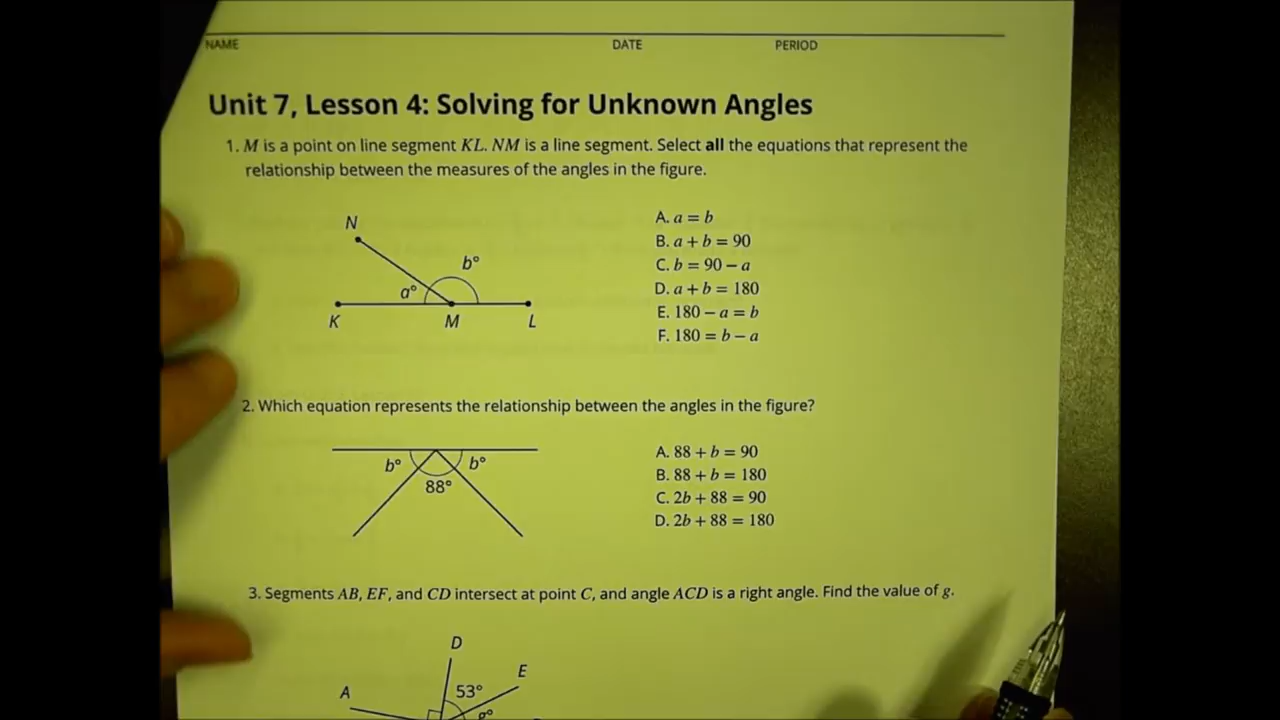 NAME DATE PERIOD
Unit 7, Lesson 4: Solving for Unknown Angles
1. M is a point on line segment KL. NM is a line segment. Select all the equations that represent the
relationship between the measures of the angles in the figure.
N
b°
a°
K M L
A. a = b
B. a + b = 90
C. b = 90 − a
D. a + b = 180
E. 180 − a = b
F. 180 = b − a
2. Which equation represents the relationship between the angles in the figure?
b° b°
88°
A. 88 + b = 90
B. 88 + b = 180
C. 2b + 88 = 90
D. 2b + 88 = 180
3. Segments AB, EF, and CD intersect at point C, and angle ACD is a right angle. Find the value of g.
D
E
A 53°
g°